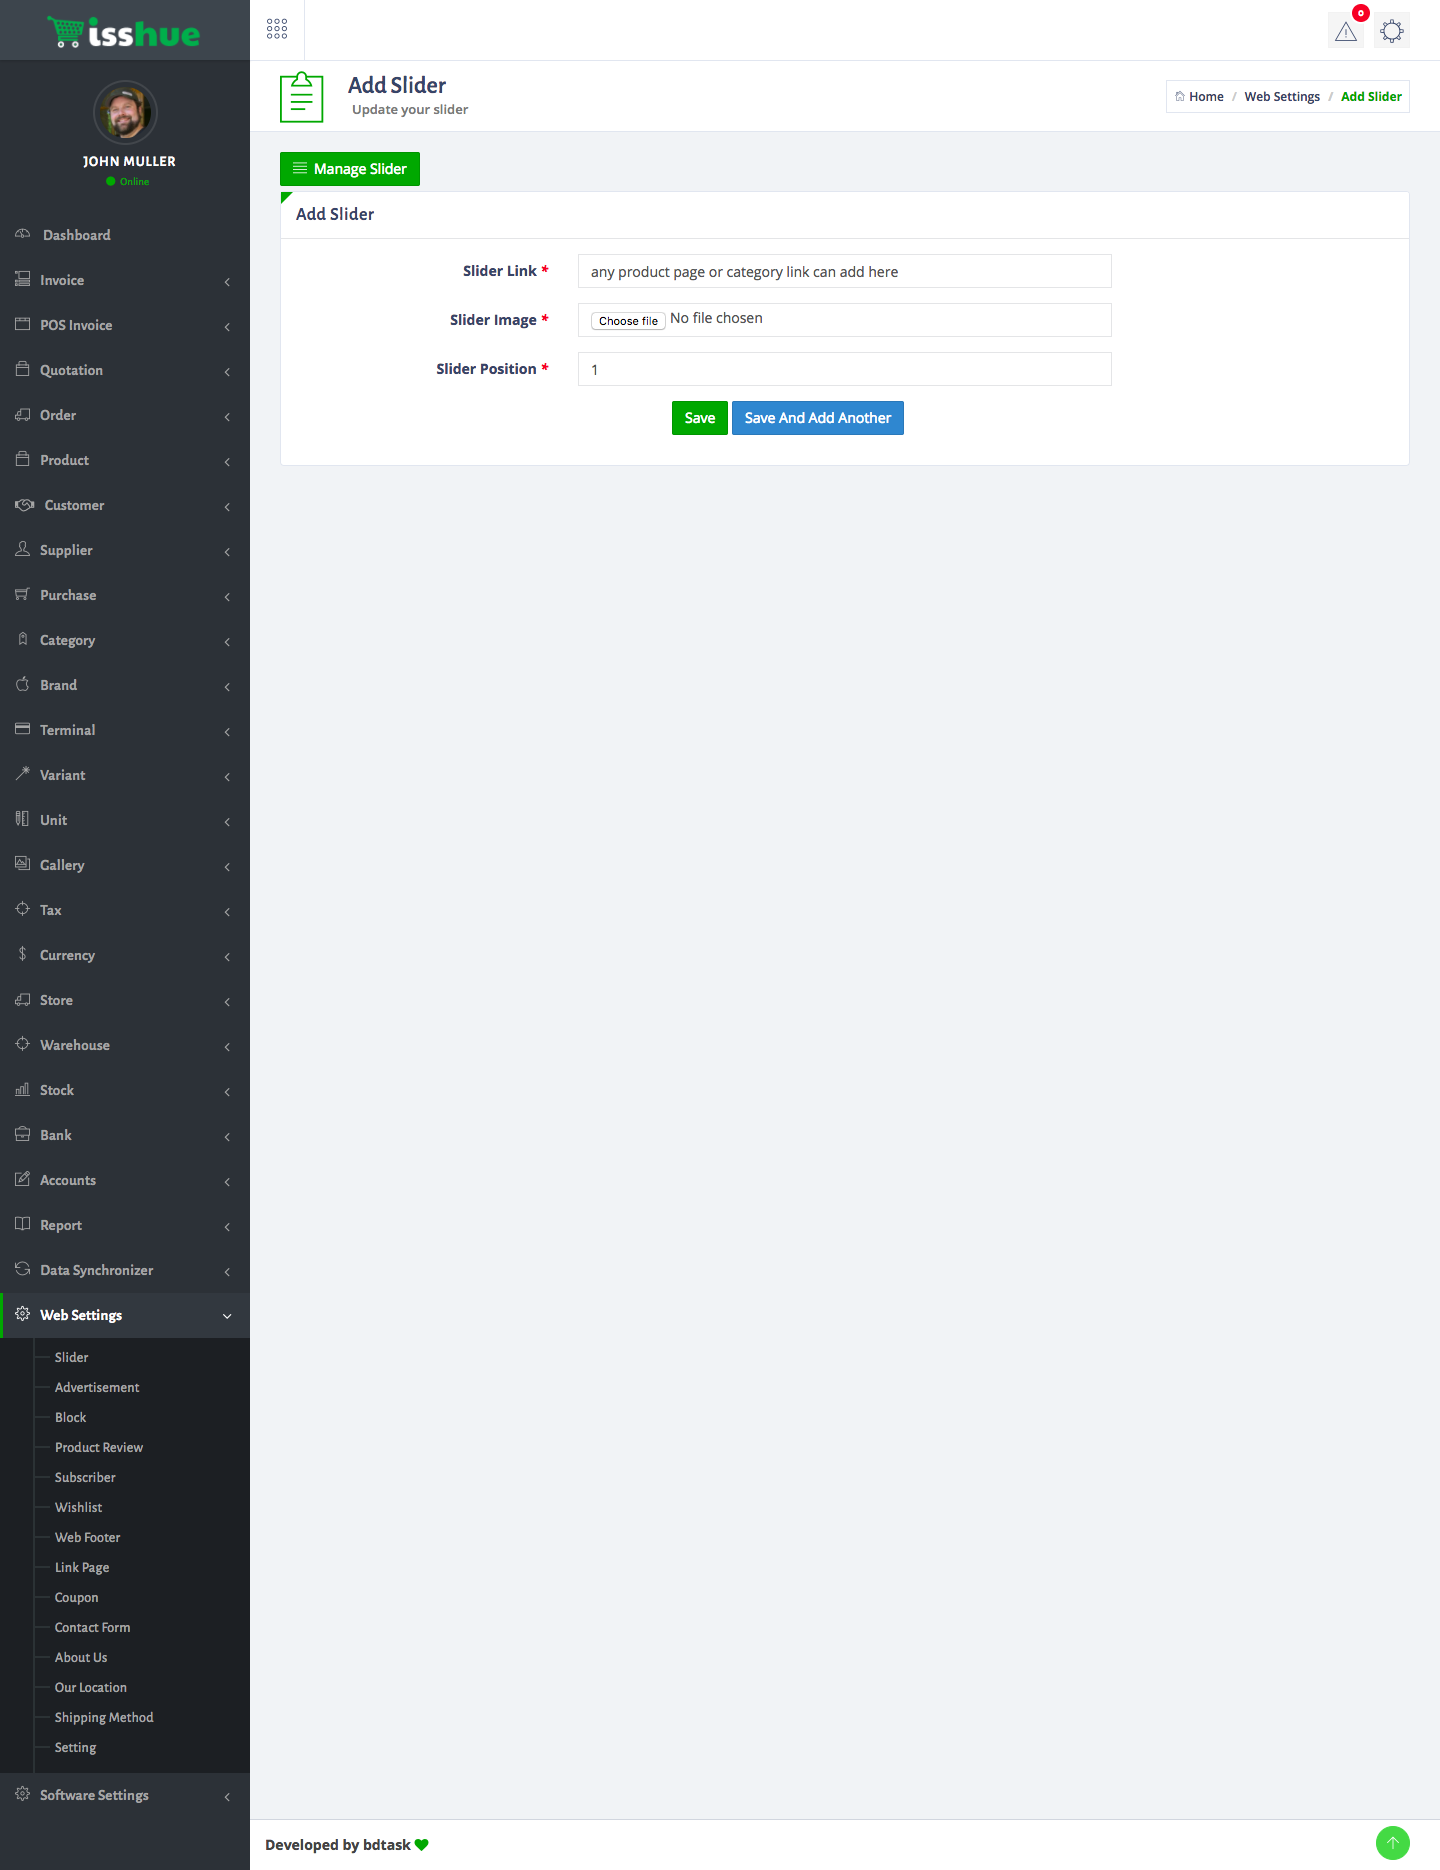 isshue
0
JOHN MULLER
Online
Dashboard
Invoice
POS Invoice
Quotation
Order
Product
Customer
Supplier
Purchase
Category
Brand
Terminal
Variant
Unit
Gallery
Tax
Currency
Store
Warehouse
Stock
Bank
Accounts
Report
Data Synchronizer
Web Settings
Slider
Advertisement
Block
Product Review
Subscriber
Wishlist
Web Footer
Link Page
Coupon
Contact Form
About Us
Our Location
Shipping Method
Setting
Software Settings
Add Slider
Update your slider
Home / Web Settings / Add Slider
Manage Slider
Add Slider
Slider Link * any product page or category link can add here
Slider Image * Choose file No file chosen
Slider Position * 1
Save Save And Add Another
Developed by bdtask